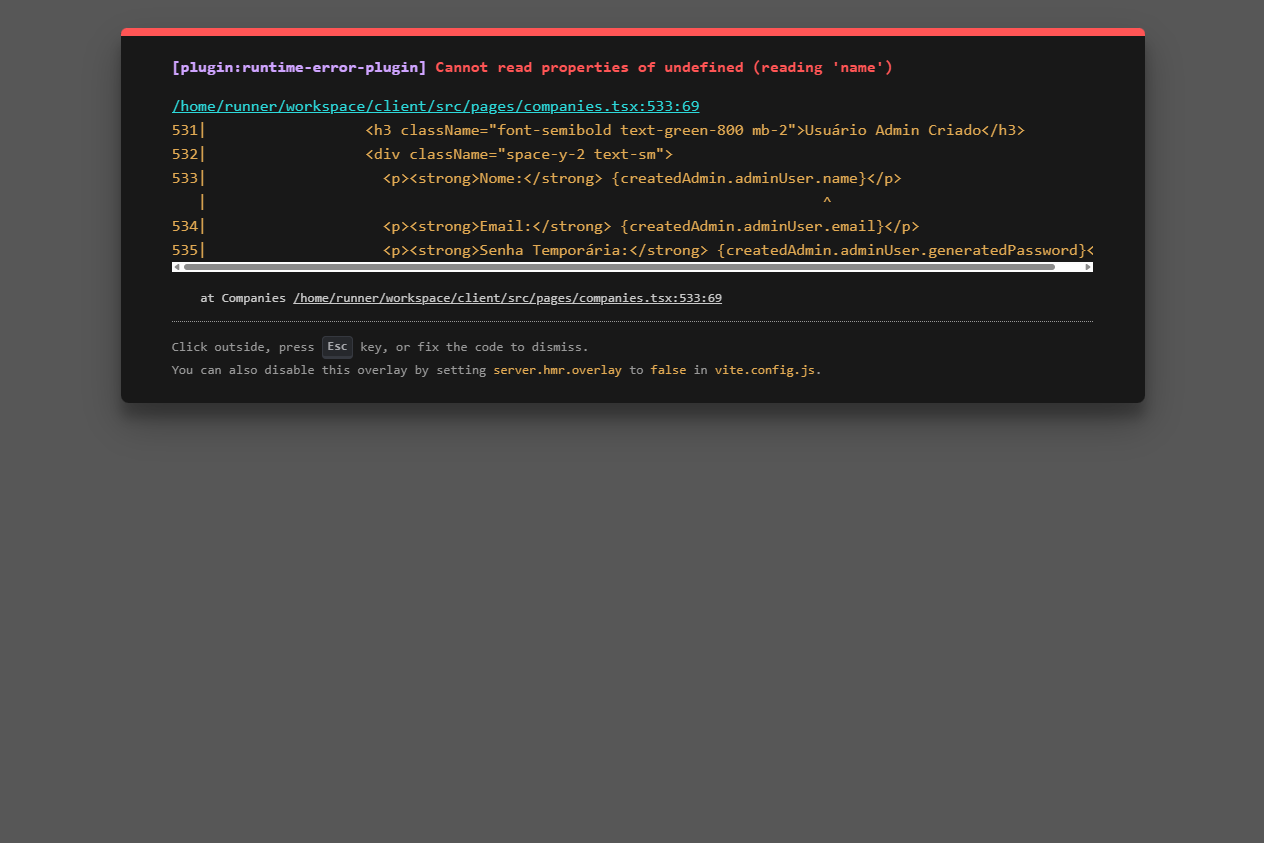 [plugin:runtime-error-plugin] Cannot read properties of undefined (reading 'name')
/home/runner/workspace/client/src/pages/companies.tsx:533:69
531|                  <h3 className="font-semibold text-green-800 mb-2">Usuário Admin Criado</h3>
532|                  <div className="space-y-2 text-sm">
533|                    <p><strong>Nome:</strong> {createdAdmin.adminUser.name}</p>
   |                                                                      ^
534|                    <p><strong>Email:</strong> {createdAdmin.adminUser.email}</p>
535|                    <p><strong>Senha Temporária:</strong> {createdAdmin.adminUser.generatedPassword}<
at Companies /home/runner/workspace/client/src/pages/companies.tsx:533:69
Click outside, press Esc key, or fix the code to dismiss.
You can also disable this overlay by setting server.hmr.overlay to false in vite.config.js.